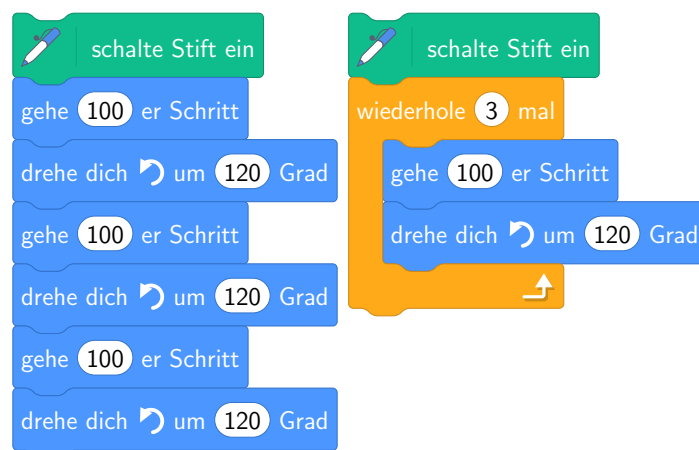 schalte Stift ein
gehe 100 er Schritt
drehe dich um 120 Grad
gehe 100 er Schritt
drehe dich um 120 Grad
gehe 100 er Schritt
drehe dich um 120 Grad
schalte Stift ein
wiederhole 3 mal
gehe 100 er Schritt
drehe dich um 120 Grad